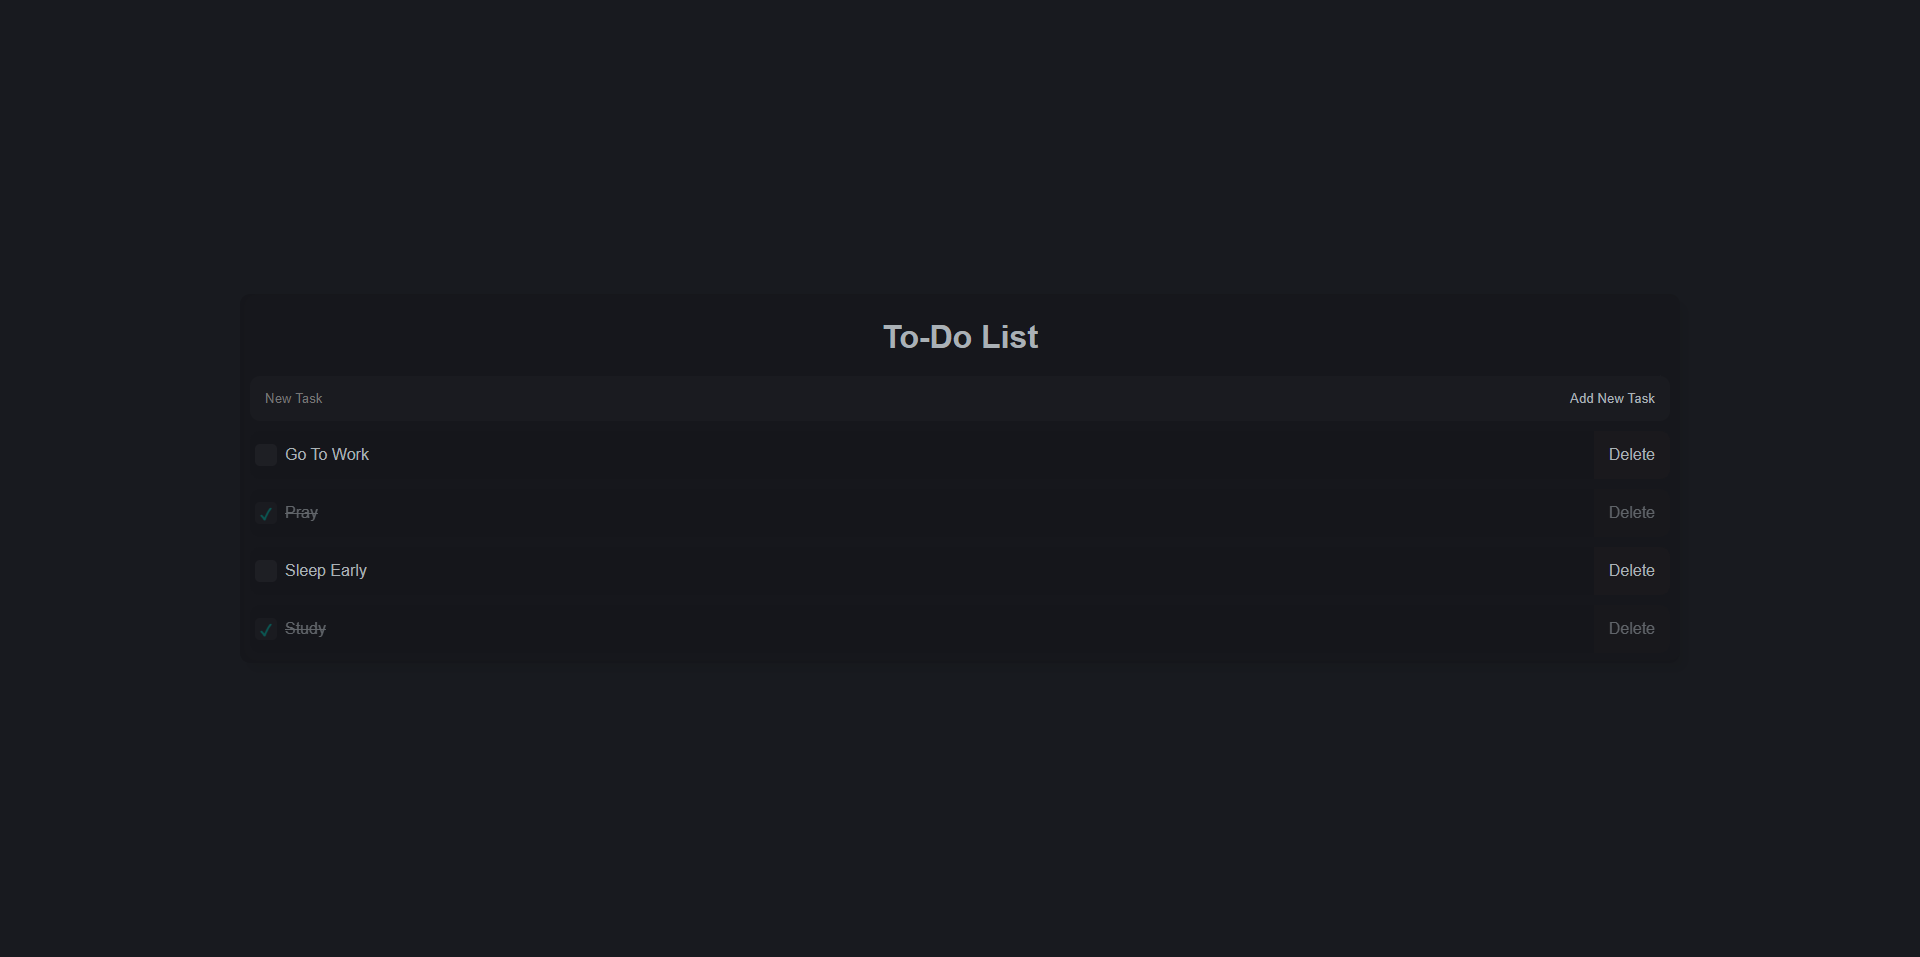 To-Do List
New Task Add New Task
Go To Work Delete
Pray Delete
Sleep Early Delete
Study Delete